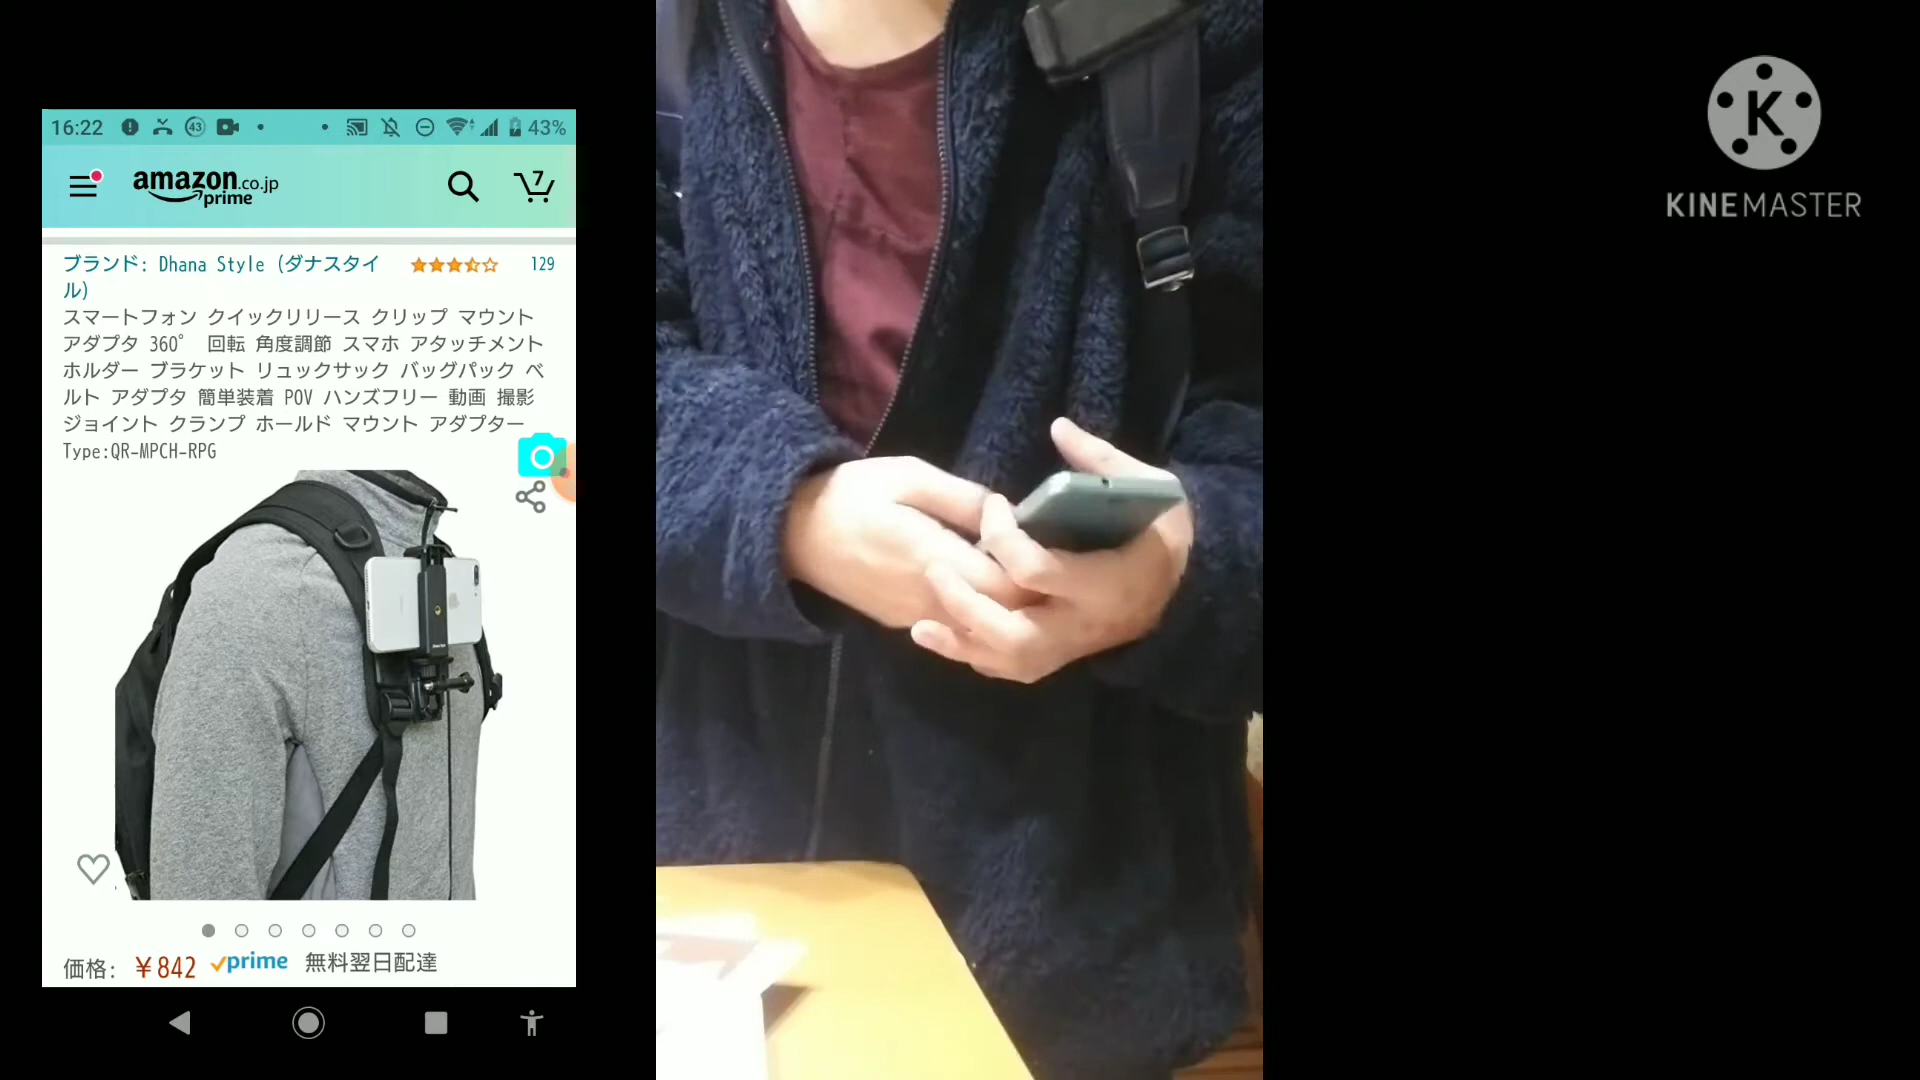 16:22
43
43%
amazon.co.jp
prime
7
ブランド: Dhana Style (ダナスタイ
ル)
129
スマートフォン クイックリリース クリップ マウント
アダプタ 360° 回転 角度調節 スマホ アタッチメント
ホルダー ブラケット リュックサック バッグパック ベ
ルト アダプタ 簡単装着 POV ハンズフリー 動画 撮影
ジョイント クランプ ホールド マウント アダプター
Type:QR-MPCH-RPG
価格: ￥842 prime 無料翌日配達
K
KINEMASTER